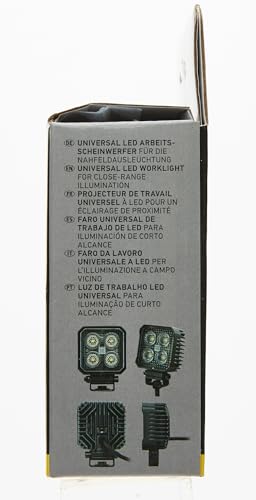 DE UNIVERSAL LED ARBEITS-
SCHEINWERFER FÜR DIE
NAHFELDAUSLEUCHTUNG
EN UNIVERSAL LED WORKLIGHT
FOR CLOSE-RANGE
ILLUMINATION
FR PROJECTEUR DE TRAVAIL
UNIVERSEL À LED POUR UN
ÉCLAIRAGE DE PROXIMITÉ
ES FARO UNIVERSAL DE
TRABAJO DE LED PARA
ILUMINACIÓN DE CORTO
ALCANCE
IT FARO DA LAVORO
UNIVERSALE A LED PER
L'ILLUMINAZIONE A CAMPO
VICINO
PT LUZ DE TRABALHO LED
UNIVERSAL PARA
ILUMINAÇÃO DE CURTO
ALCANCE